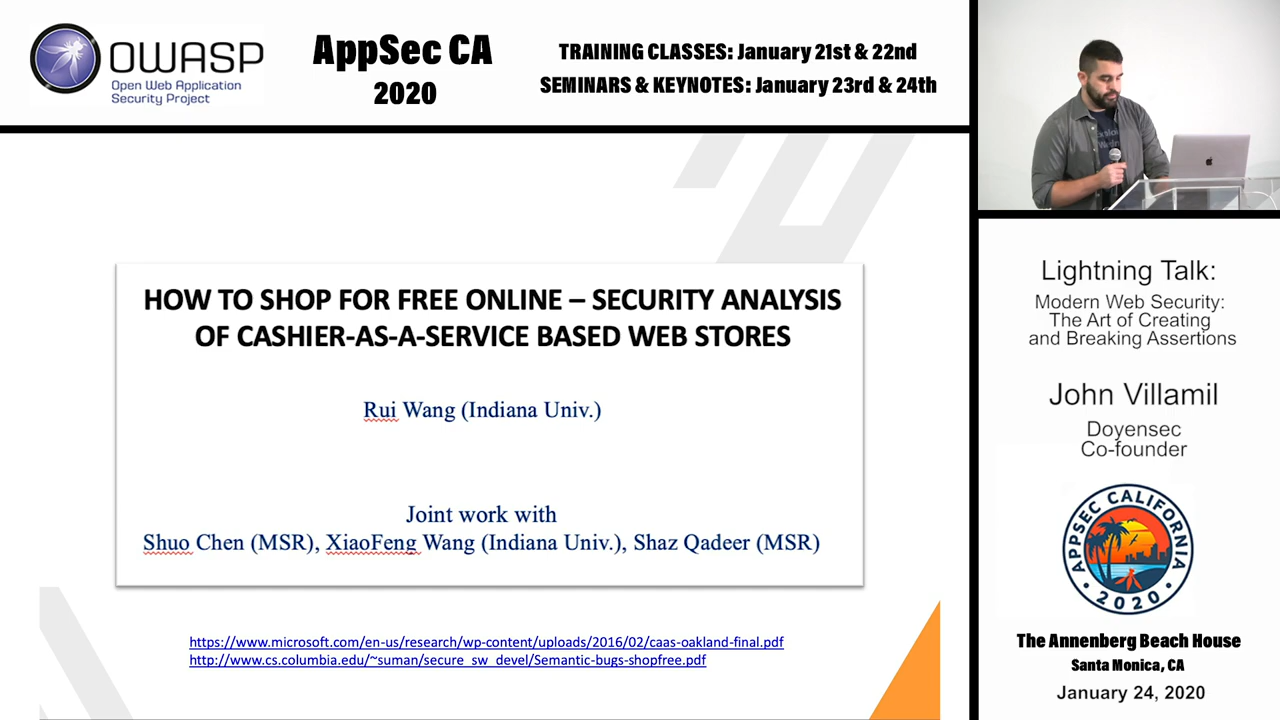 OWASP
Open Web Application
Security Project
AppSec CA
2020
TRAINING CLASSES: January 21st & 22nd
SEMINARS & KEYNOTES: January 23rd & 24th
HOW TO SHOP FOR FREE ONLINE – SECURITY ANALYSIS
OF CASHIER-AS-A-SERVICE BASED WEB STORES
Rui Wang (Indiana Univ.)
Joint work with
Shuo Chen (MSR), XiaoFeng Wang (Indiana Univ.), Shaz Qadeer (MSR)
https://www.microsoft.com/en-us/research/wp-content/uploads/2016/02/caas-oakland-final.pdf
http://www.cs.columbia.edu/~suman/secure_sw_devel/Semantic-bugs-shopfree.pdf
Lightning Talk:
Modern Web Security:
The Art of Creating
and Breaking Assertions
John Villamil
Doyensec
Co-founder
APPSEC CALIFORNIA
2020
The Annenberg Beach House
Santa Monica, CA
January 24, 2020